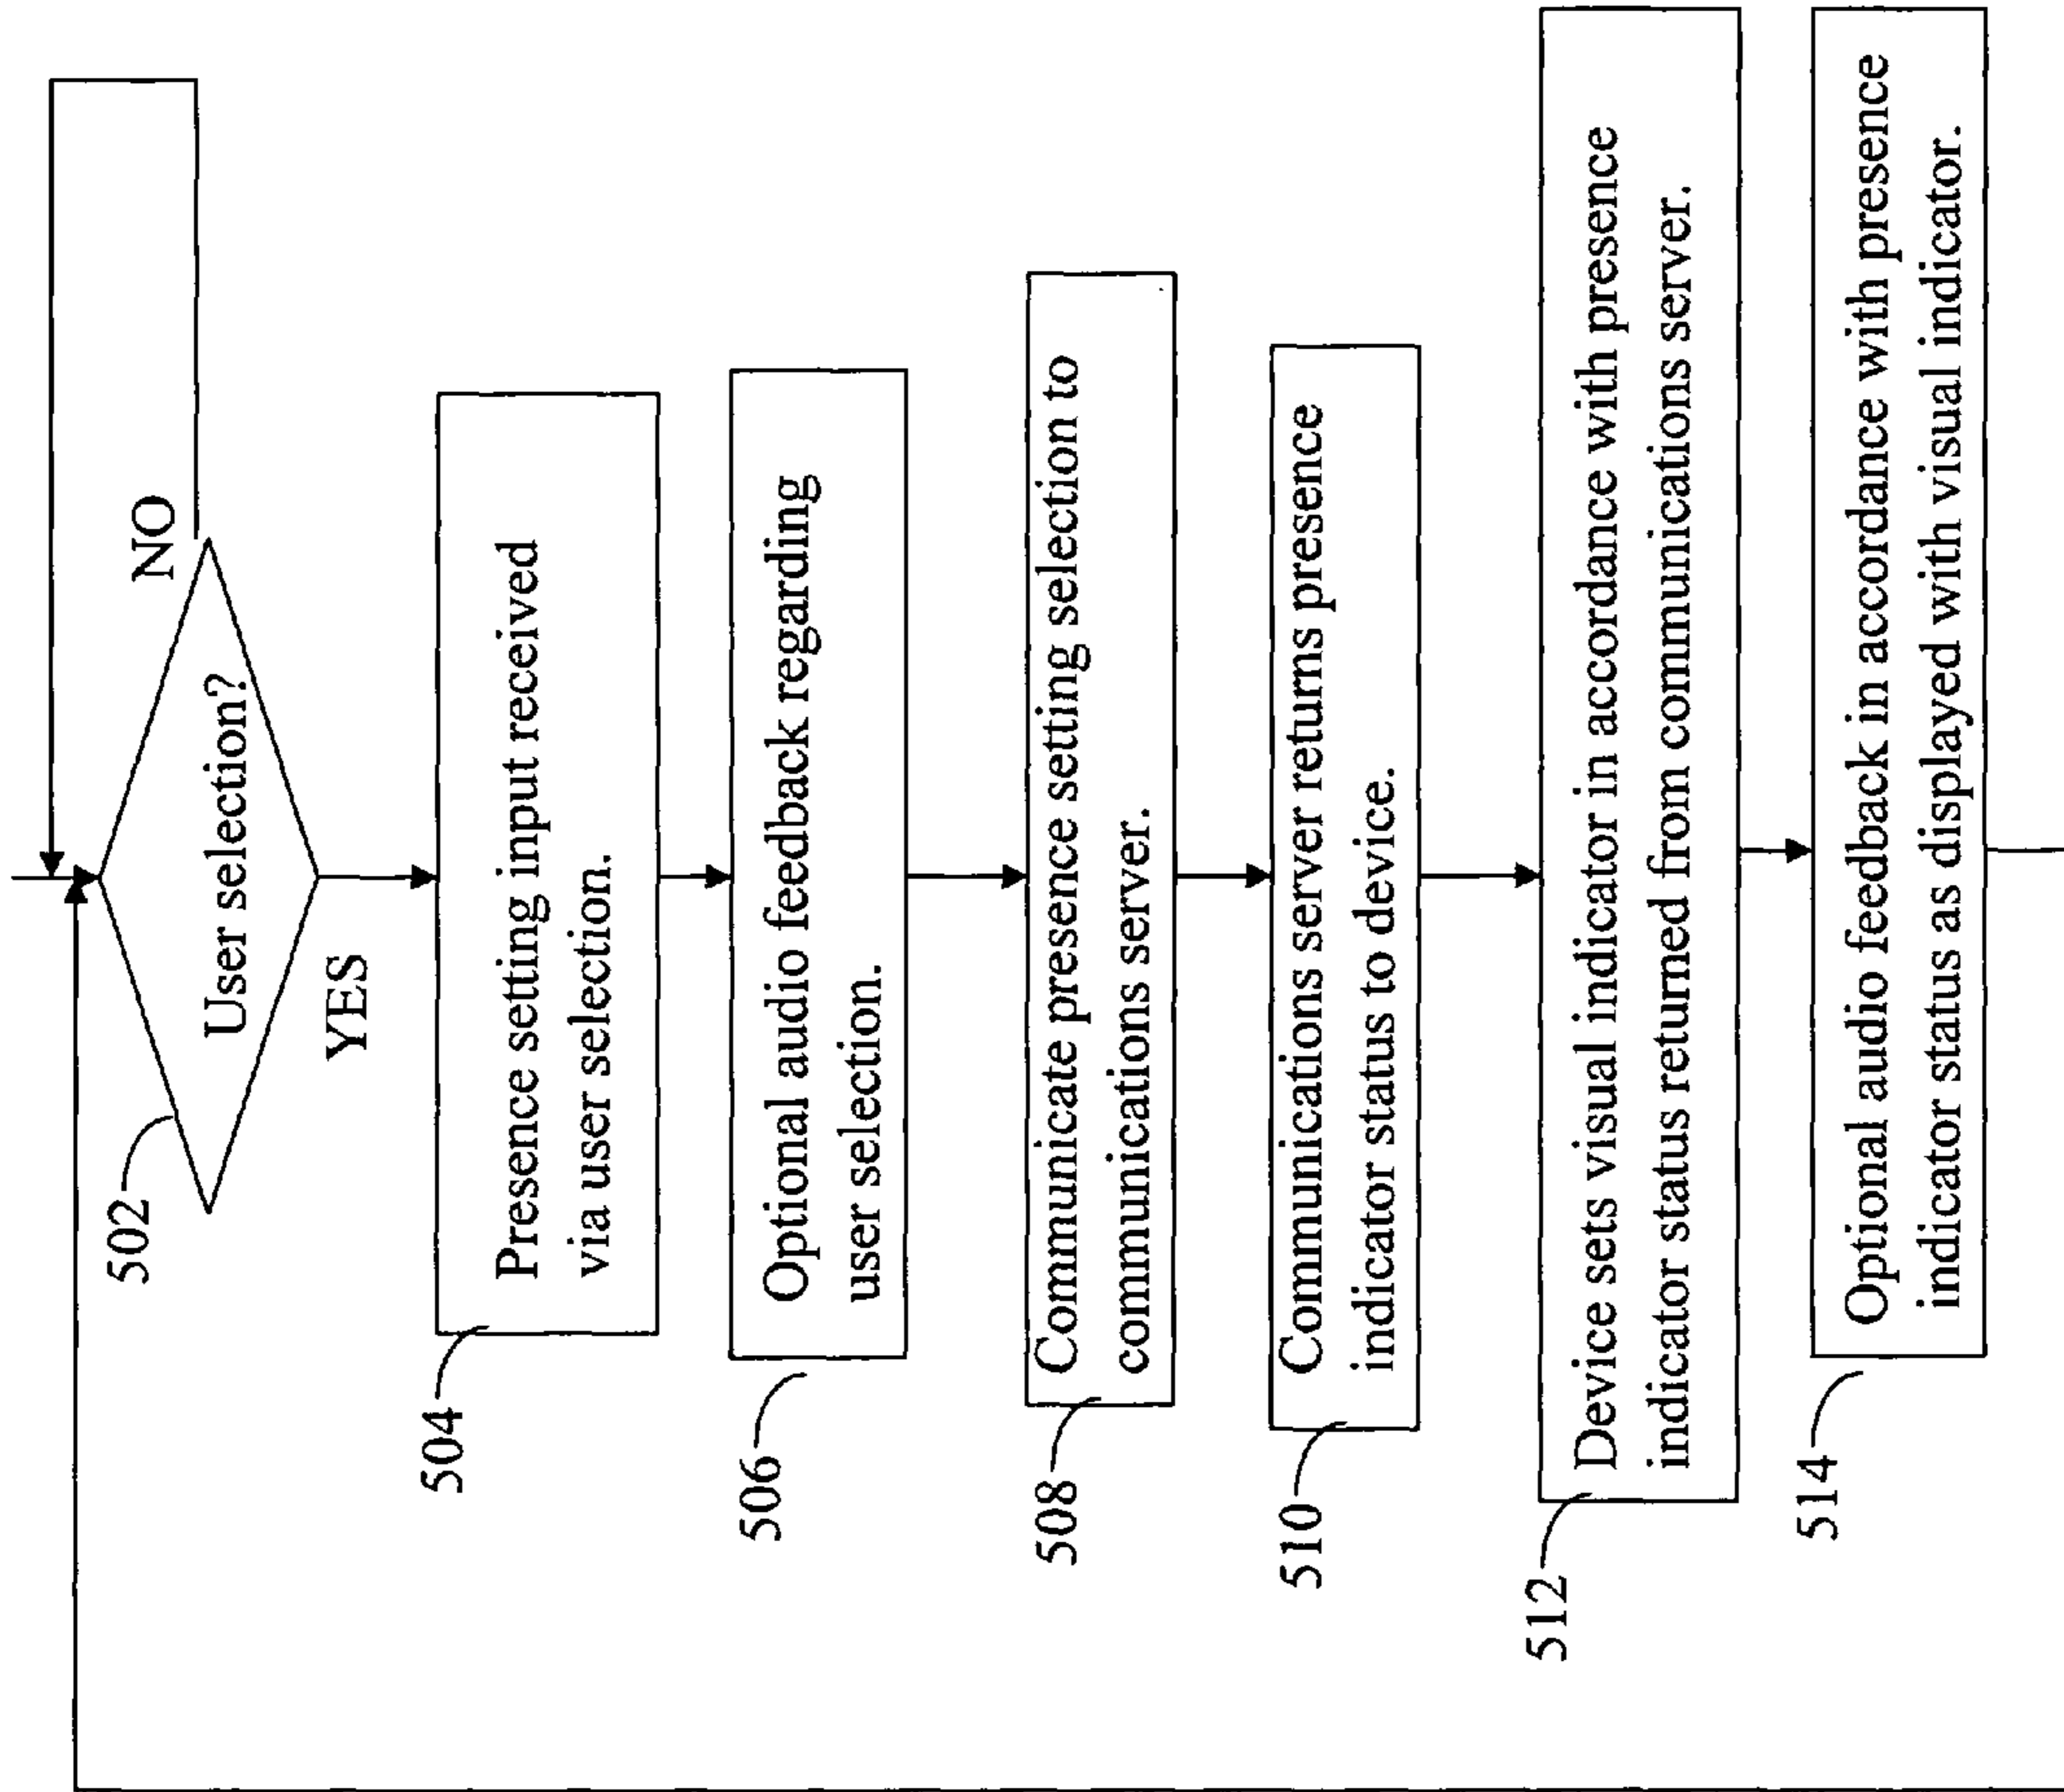 502
User selection?
NO
YES
504
Presence setting input received
via user selection.
506
Optional audio feedback regarding
user selection.
508
Communicate presence setting selection to
communications server.
510
Communications server returns presence
indicator status to device.
512
Device sets visual indicator in accordance with presence
indicator status returned from communications server.
514
Optional audio feedback in accordance with presence
indicator status as displayed with visual indicator.